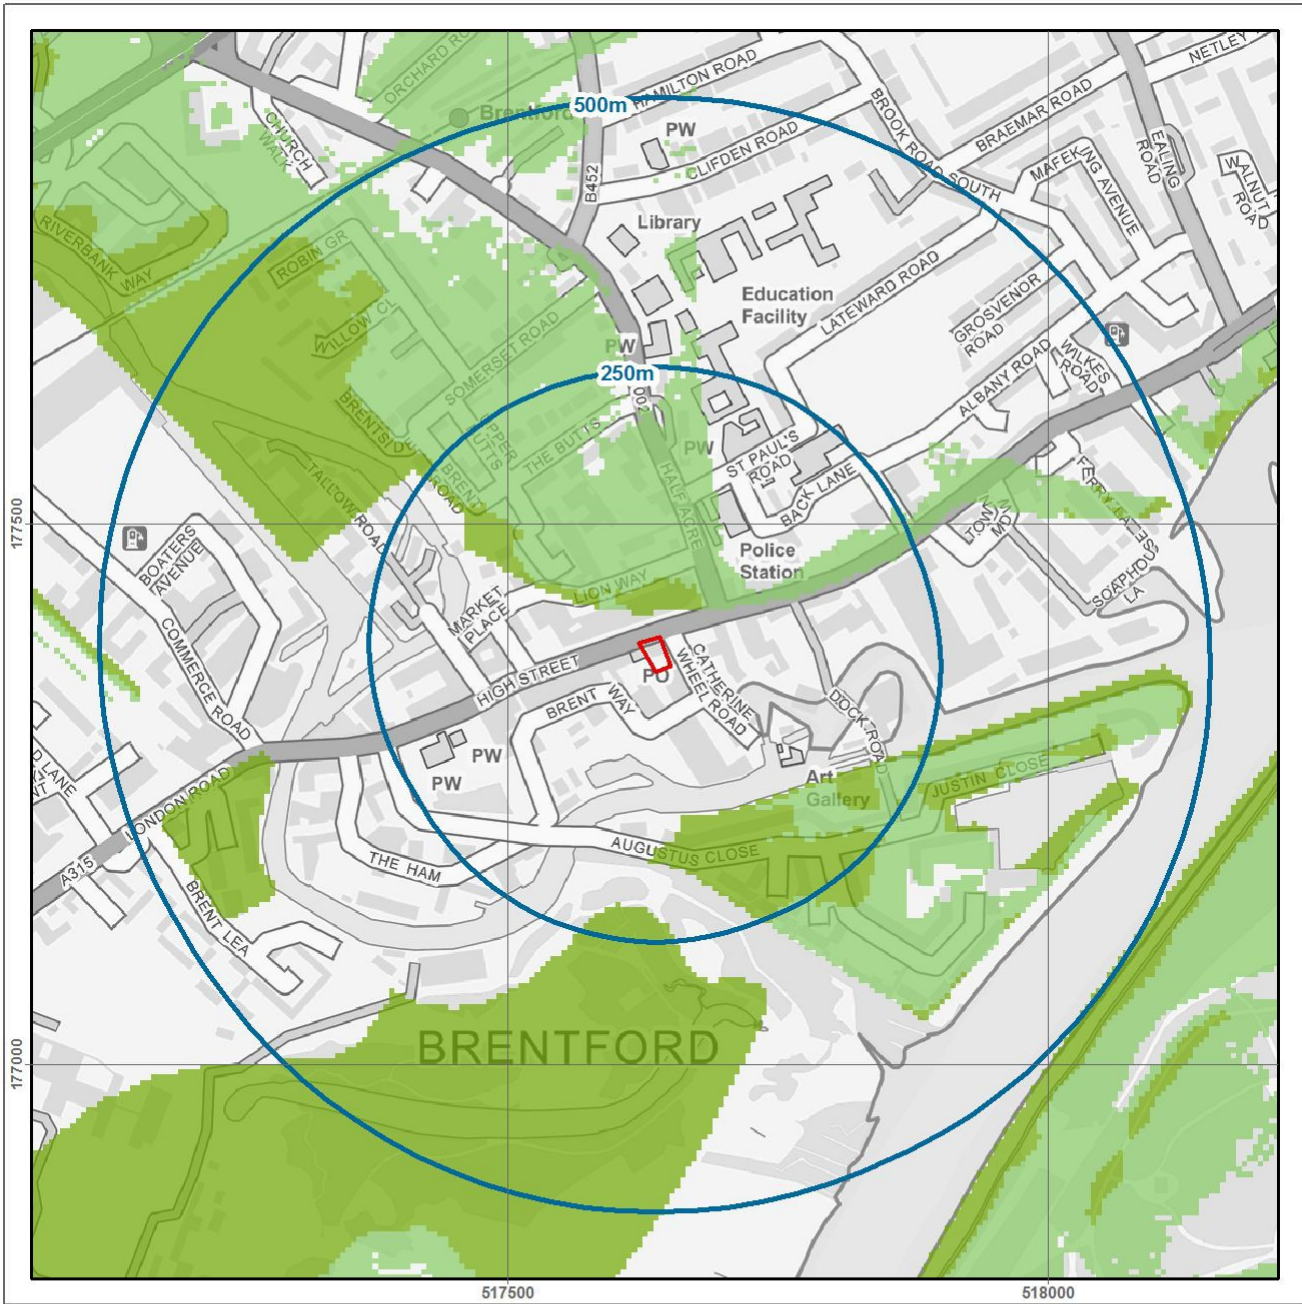 ORCHARD RO
HAMILTON ROAD
NETLEY
Brentford
500m
CHURCH
WALK
PW
CLIFDEN ROAD
BROOK ROAD SOUTH
BRAEMAR ROAD
MAFEKING AVENUE
EALING
ROAD
WALNUT
ROAD
B452
Library
RIVERBANK WAY
ROBIN GR
WILLOW CL
SOMERSET ROAD
Education
Facility
LATEWARD ROAD
GROSVENOR
ROAD
WILKES
ROAD
ALBANY ROAD
PW
250m
BRENTSID
UPPER
BUTTS
THE BUTTS
BRENT
ROAD
HALF ACRE
PW
ST PAUL'S
ROAD
BACK LANE
TALLOW ROAD
FERRY
SOAPHOUS
LA
177500
BOATERS
AVENUE
Police
Station
LION WAY
MARKET
PLACE
COMMERCE ROAD
HIGH STREET
PO
CATHERINE
WHEEL ROAD
BRENT WAY
DOCK ROAD
PW
PW
Art
Gallery
JUSTIN CLOSE
D LANE
LONDON ROAD
A315
AUGUSTUS CLOSE
THE HAM
BRENT LEA
BRENTFORD
177000
517500
518000